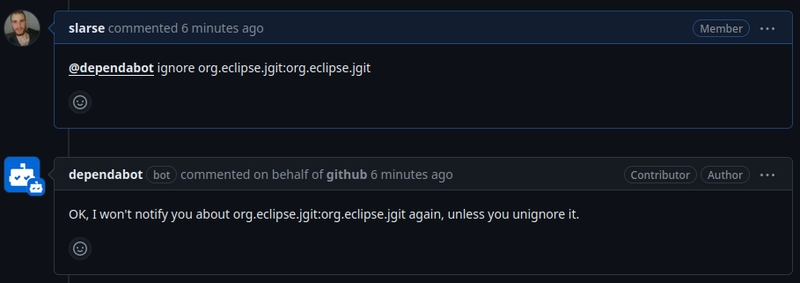 slarse commented 6 minutes ago Member ...
@dependabot ignore org.eclipse.jgit:org.eclipse.jgit
dependabot bot commented on behalf of github 6 minutes ago Contributor Author ...
OK, I won't notify you about org.eclipse.jgit:org.eclipse.jgit again, unless you unignore it.